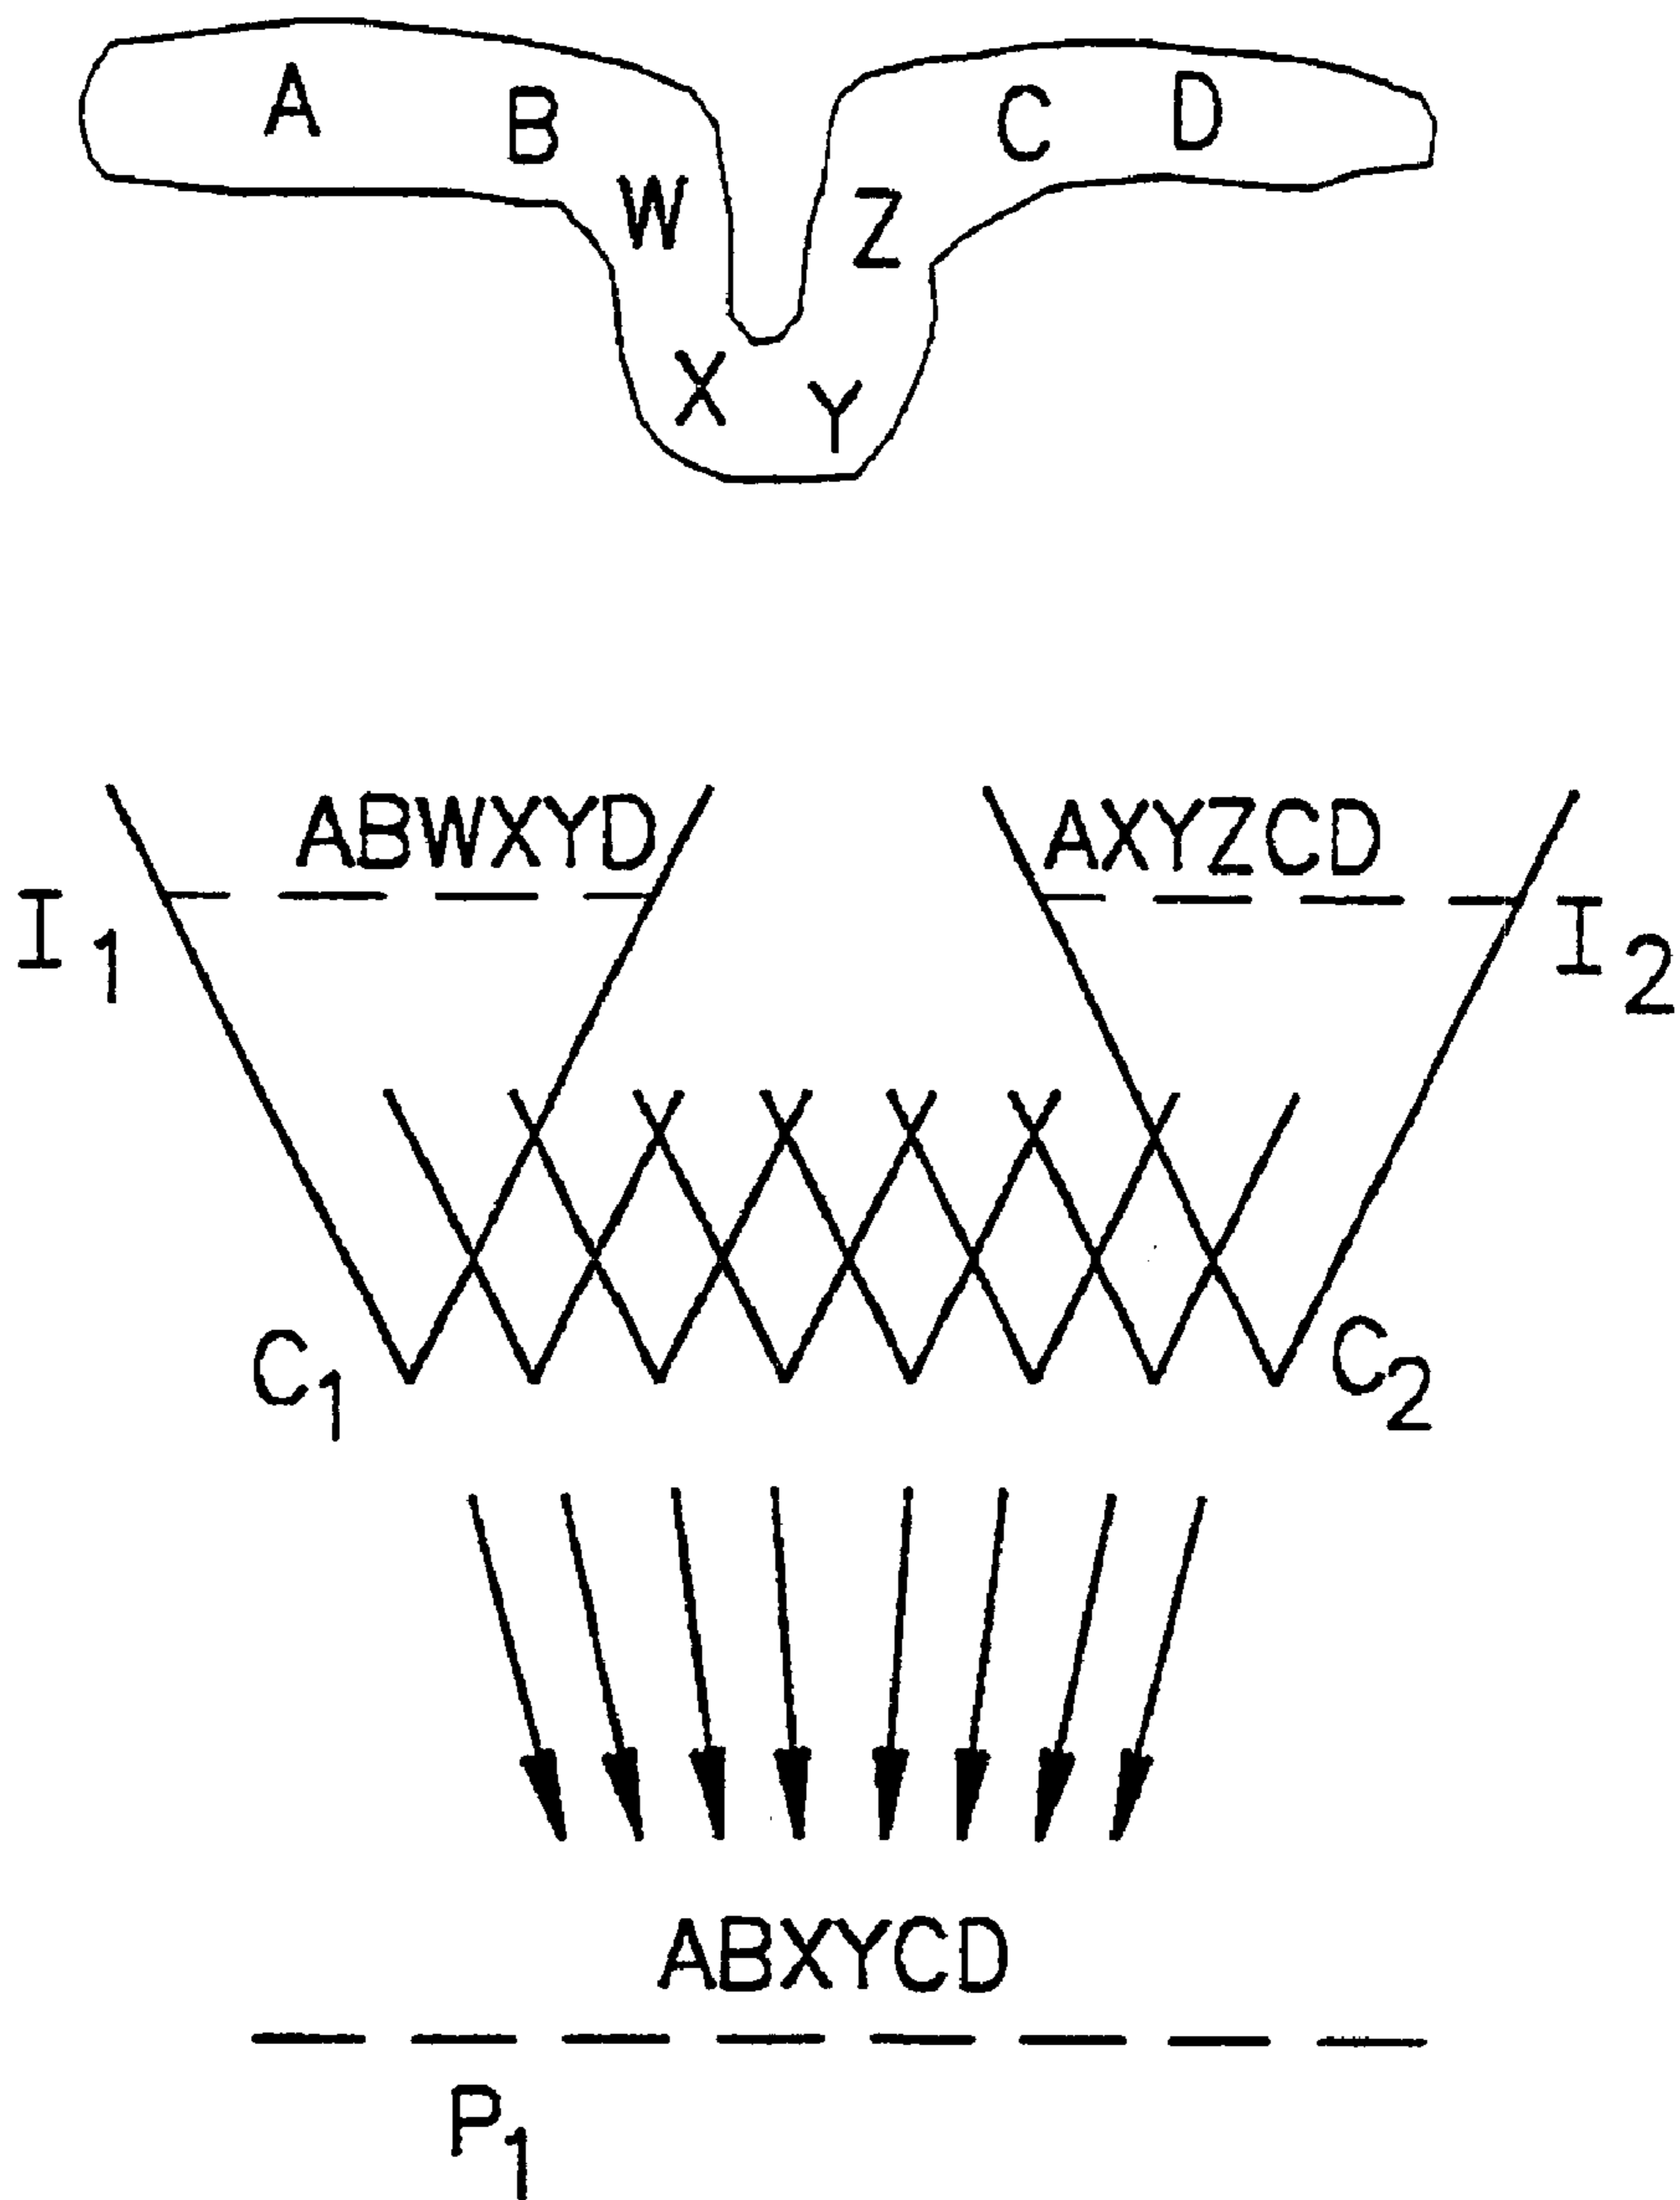 A B C D
W Z
X Y
ABWXYD AXYZCD
I1 I2
C1 C2
ABXYCD
P1